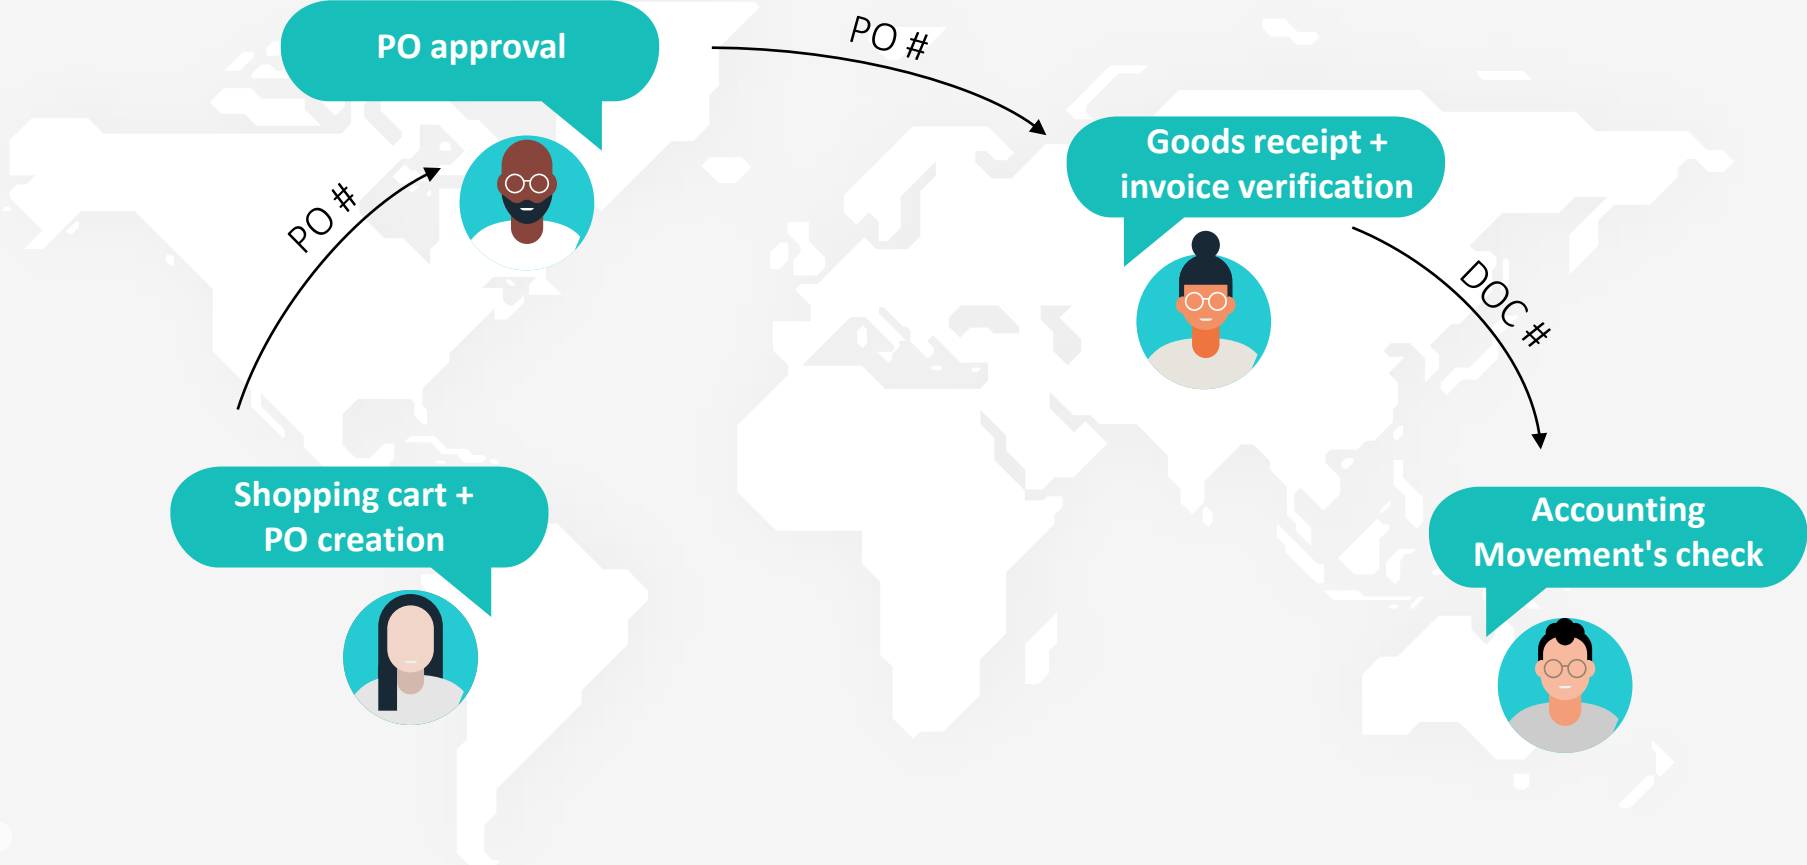 PO approval
PO #
PO #
Goods receipt +
invoice verification
DOC #
Shopping cart +
PO creation
Accounting
Movement's check